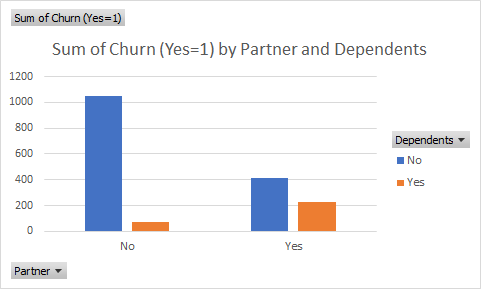 Sum of Churn (Yes=1)
Sum of Churn (Yes=1) by Partner and Dependents
1200
1000
800
600
400
200
0
No
Yes
Dependents
No
Yes
Partner